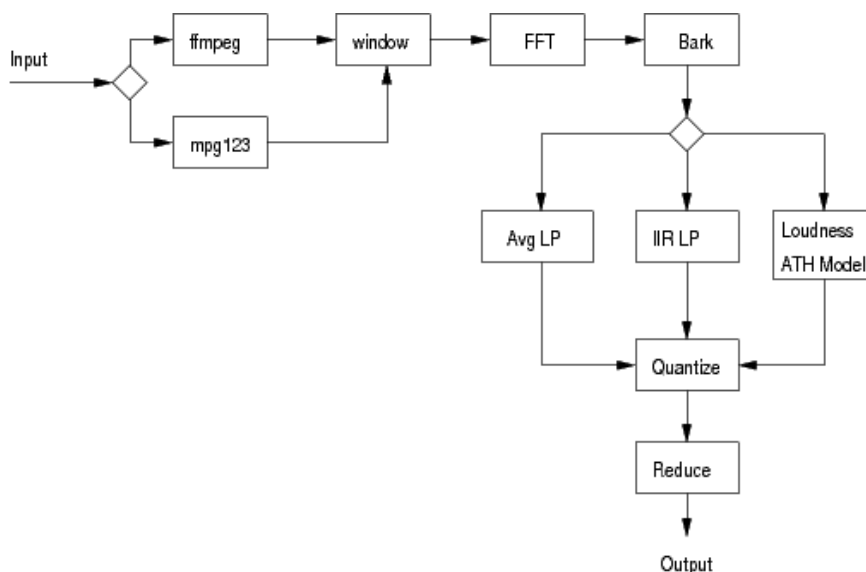 Input
ffmpeg
window
FFT
Bark
mpg123
Avg LP
IIR LP
Loudness
ATH Model
Quantize
Reduce
Output